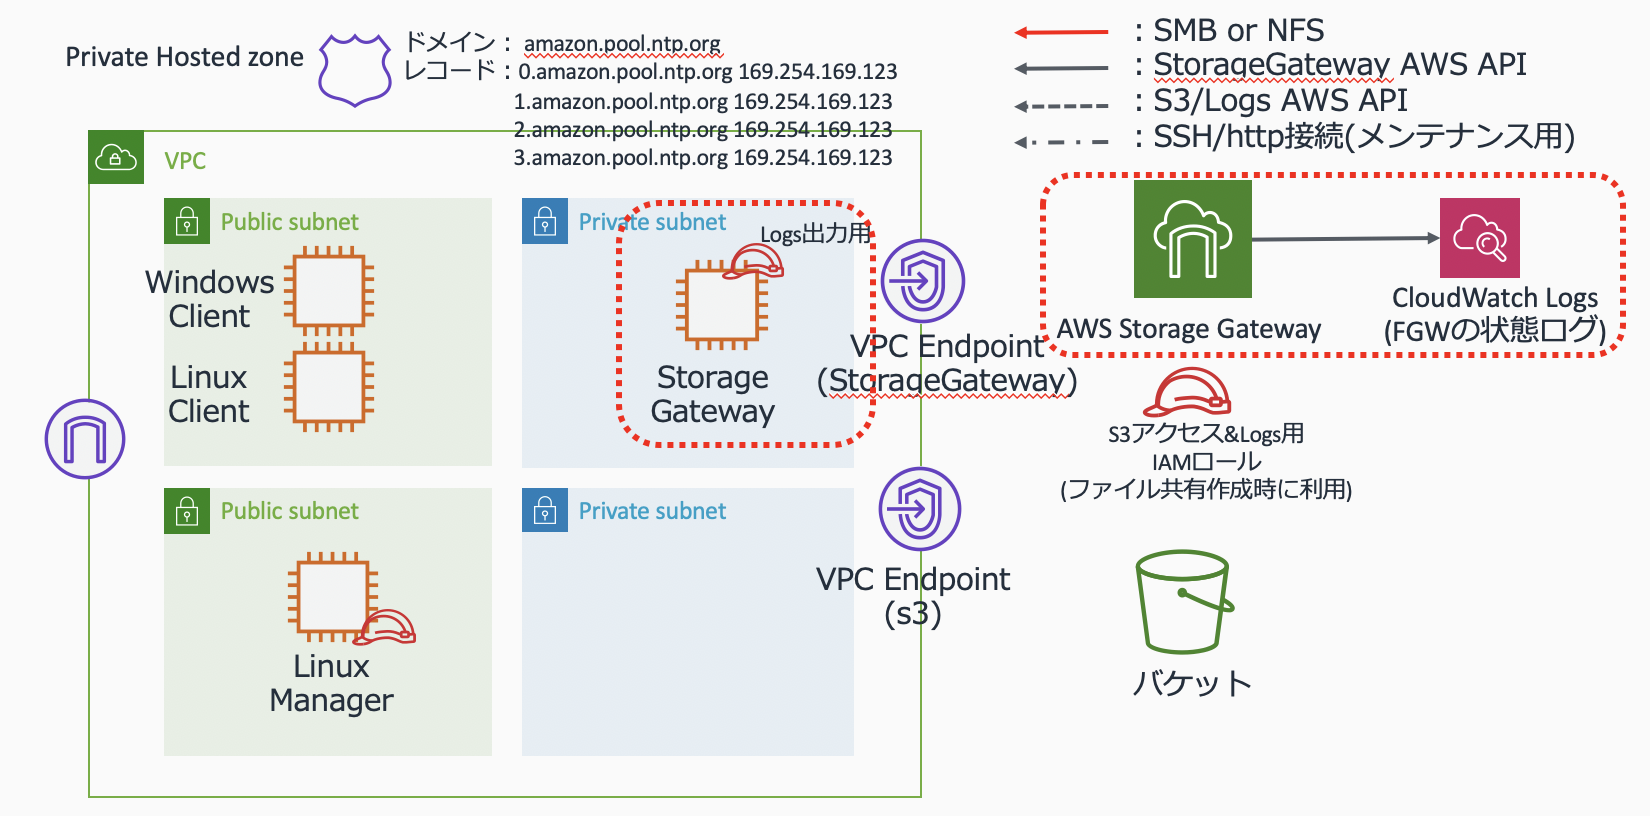 Private Hosted zone
ドメイン： amazon.pool.ntp.org
レコード：0.amazon.pool.ntp.org 169.254.169.123
1.amazon.pool.ntp.org 169.254.169.123
2.amazon.pool.ntp.org 169.254.169.123
3.amazon.pool.ntp.org 169.254.169.123
：SMB or NFS
：StorageGateway AWS API
：S3/Logs AWS API
：SSH/http接続(メンテナンス用)
VPC
Public subnet
Windows
Client
Linux
Client
Private subnet
Logs出力用
Storage
Gateway
VPC Endpoint
(StorageGateway)
AWS Storage Gateway
CloudWatch Logs
(FGWの状態ログ)
S3アクセス&Logs用
IAMロール
(ファイル共有作成時に利用)
Public subnet
Linux
Manager
Private subnet
VPC Endpoint
(s3)
バケット